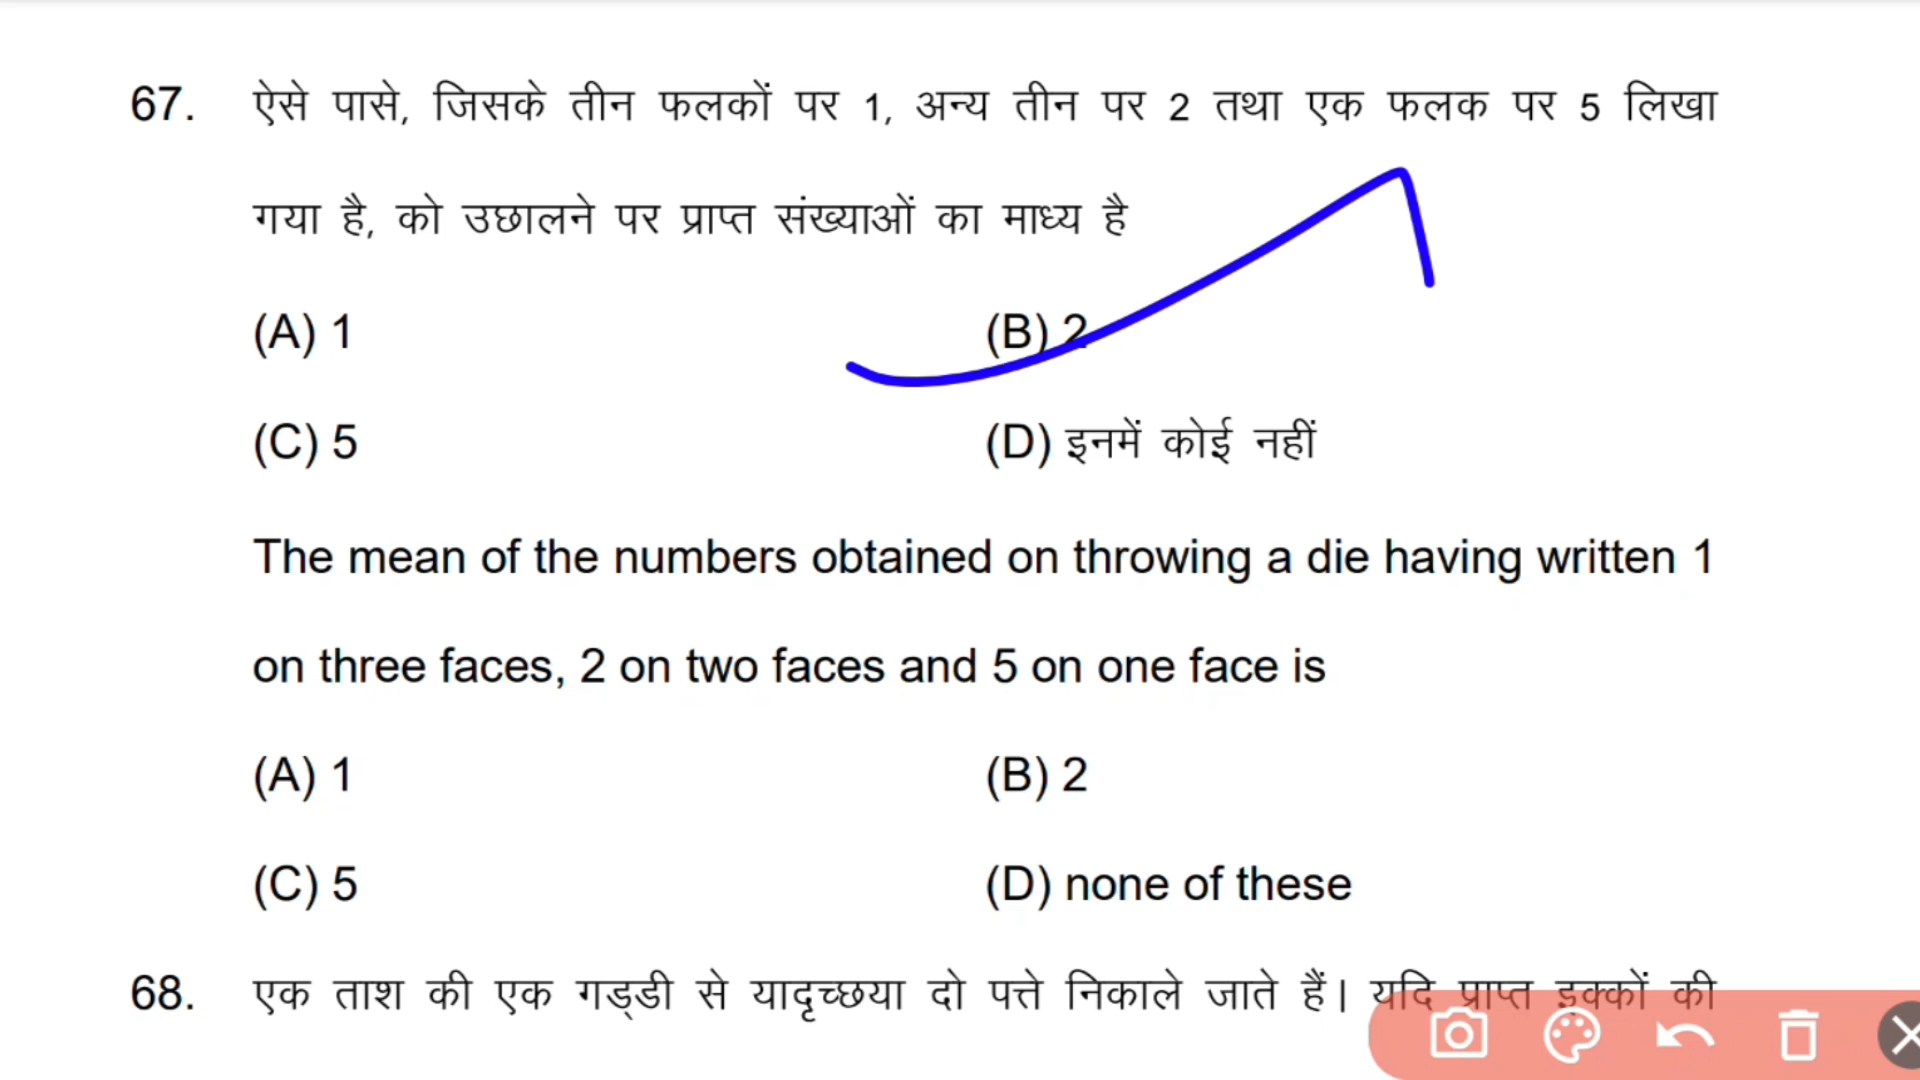 67. ऐसे पासे, जिसके तीन फलकों पर 1, अन्य तीन पर 2 तथा एक फलक पर 5 लिखा
गया है, को उछालने पर प्राप्त संख्याओं का माध्य है
(A) 1 (B) 2
(C) 5 (D) इनमें कोई नहीं
The mean of the numbers obtained on throwing a die having written 1
on three faces, 2 on two faces and 5 on one face is
(A) 1 (B) 2
(C) 5 (D) none of these
68. एक ताश की एक गड्डी से यादृच्छया दो पत्ते निकाले जाते हैं। यदि प्राप्त इक्कों की